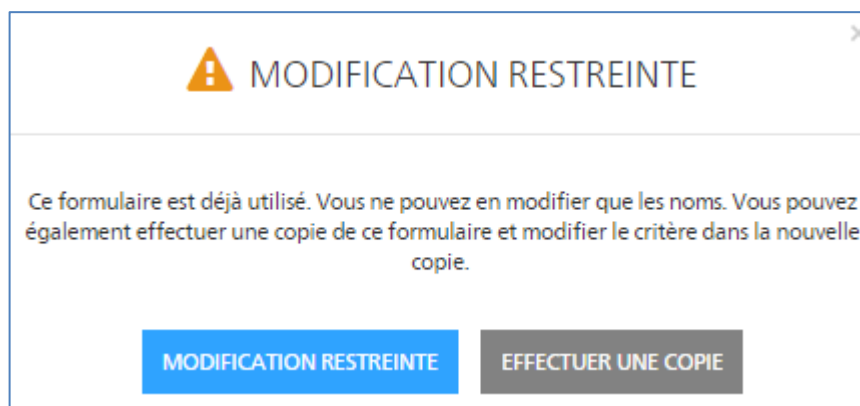 MODIFICATION RESTREINTE
Ce formulaire est déjà utilisé. Vous ne pouvez en modifier que les noms. Vous pouvez
également effectuer une copie de ce formulaire et modifier le critère dans la nouvelle
copie.
MODIFICATION RESTREINTE
EFFECTUER UNE COPIE